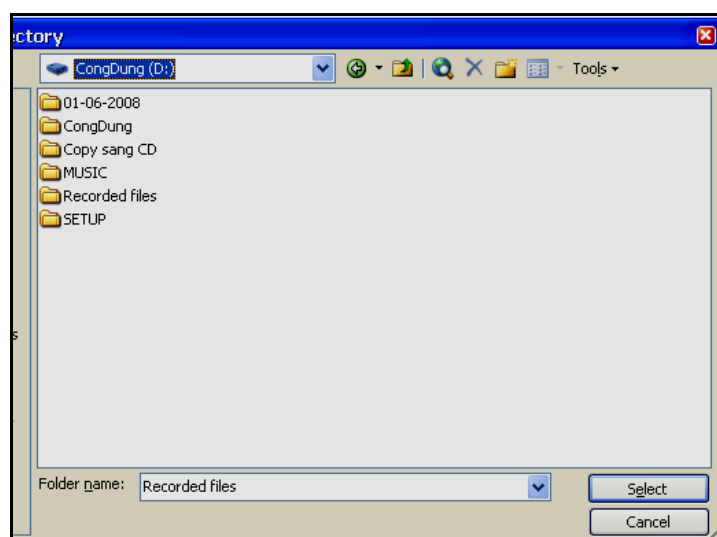 ctory
CongDung (D:)
Tools
01-06-2008
CongDung
Copy sang CD
MUSIC
Recorded files
SETUP
s
Folder name: Recorded files
Select
Cancel